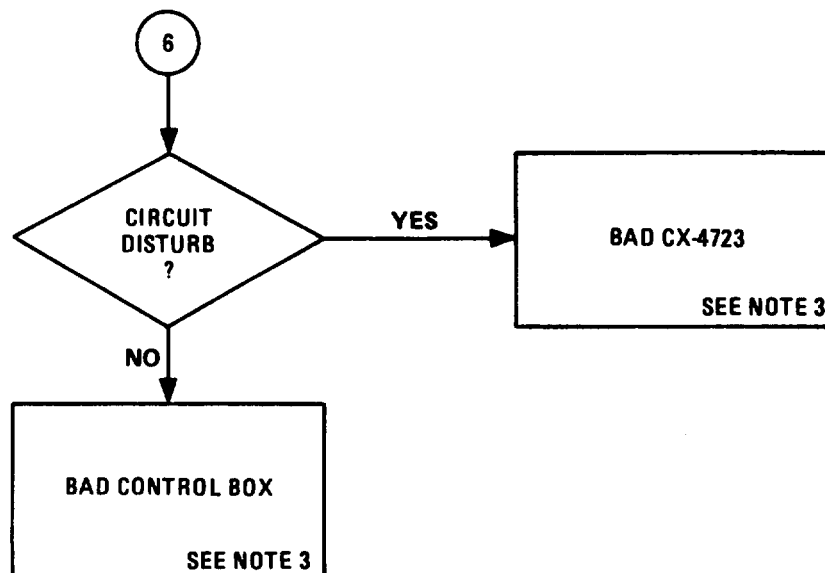 6
CIRCUIT
DISTURB
?
YES
BAD CX-4723
SEE NOTE 3
NO
BAD CONTROL BOX
SEE NOTE 3